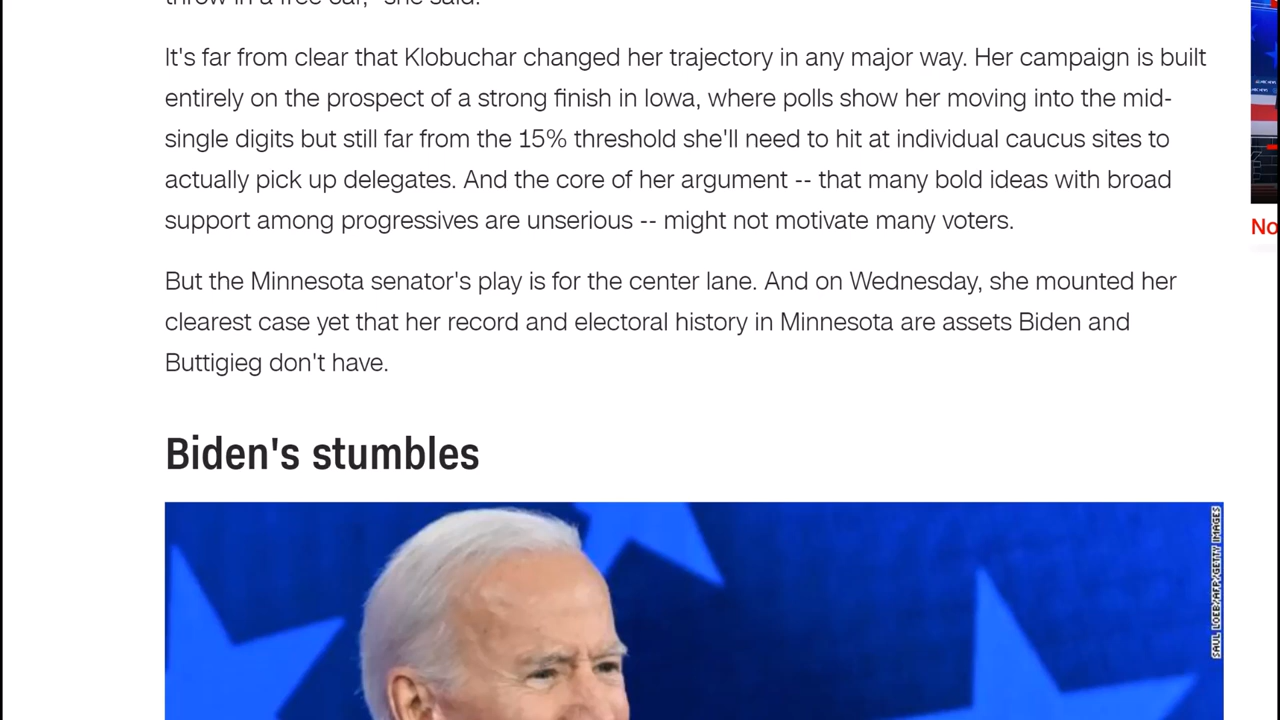 It's far from clear that Klobuchar changed her trajectory in any major way. Her campaign is built
entirely on the prospect of a strong finish in Iowa, where polls show her moving into the mid-
single digits but still far from the 15% threshold she'll need to hit at individual caucus sites to
actually pick up delegates. And the core of her argument -- that many bold ideas with broad
support among progressives are unserious -- might not motivate many voters.
But the Minnesota senator's play is for the center lane. And on Wednesday, she mounted her
clearest case yet that her record and electoral history in Minnesota are assets Biden and
Buttigieg don't have.
Biden's stumbles
SAUL LOEB/AFP/GETTY IMAGES
No